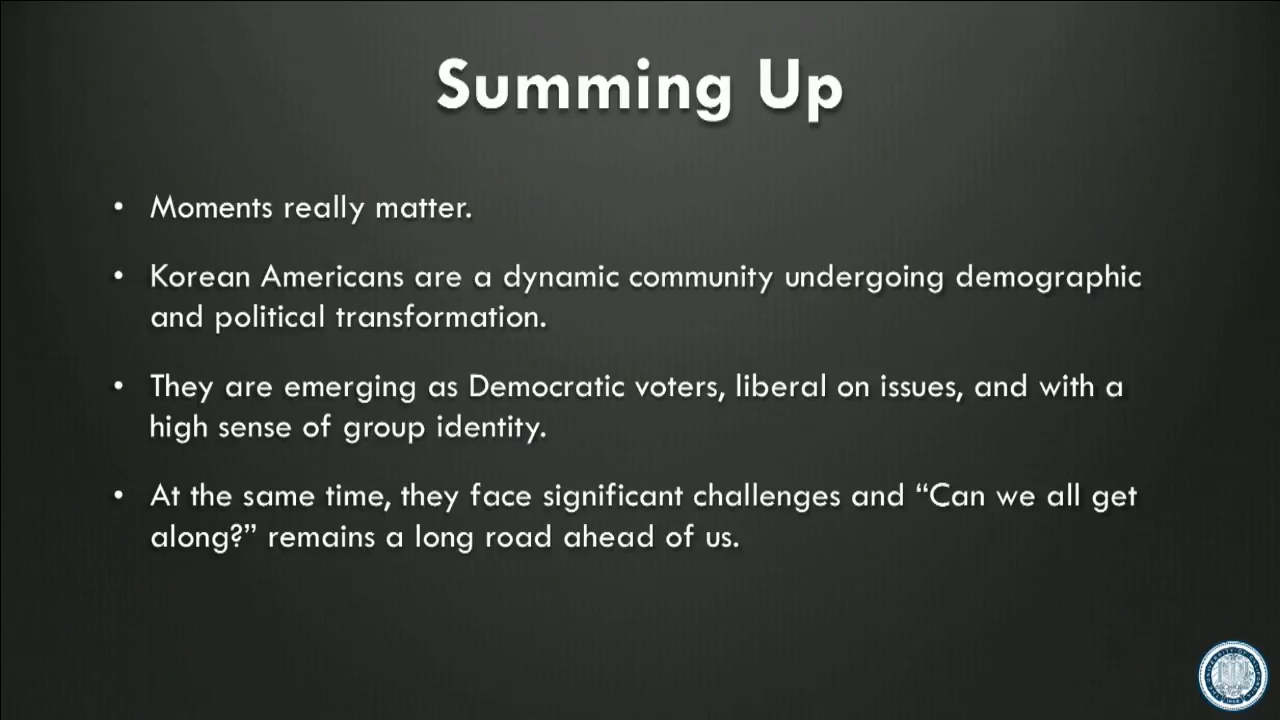 Summing Up
• Moments really matter.
• Korean Americans are a dynamic community undergoing demographic
and political transformation.
• They are emerging as Democratic voters, liberal on issues, and with a
high sense of group identity.
• At the same time, they face significant challenges and “Can we all get
along?” remains a long road ahead of us.